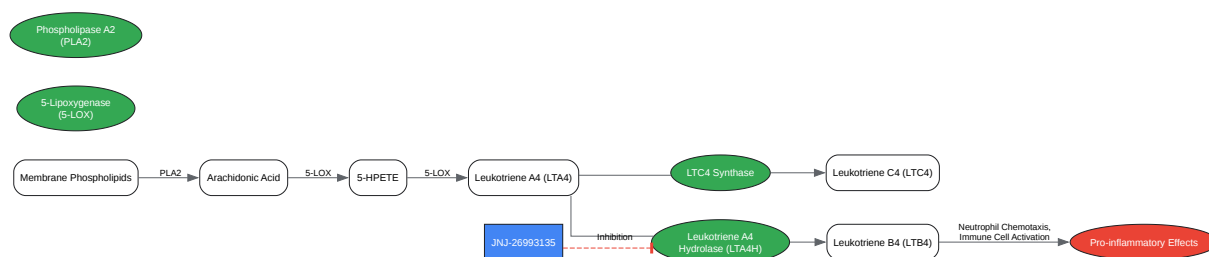 Phospholipase A2
(PLA2)
5-Lipoxygenase
(5-LOX)
Membrane Phospholipids
PLA2
Arachidonic Acid
5-LOX
5-HPETE
5-LOX
Leukotriene A4 (LTA4)
LTC4 Synthase
Leukotriene C4 (LTC4)
JNJ-26993135
Inhibition
Leukotriene A4
Hydrolase (LTA4H)
Leukotriene B4 (LTB4)
Neutrophil Chemotaxis,
Immune Cell Activation
Pro-inflammatory Effects